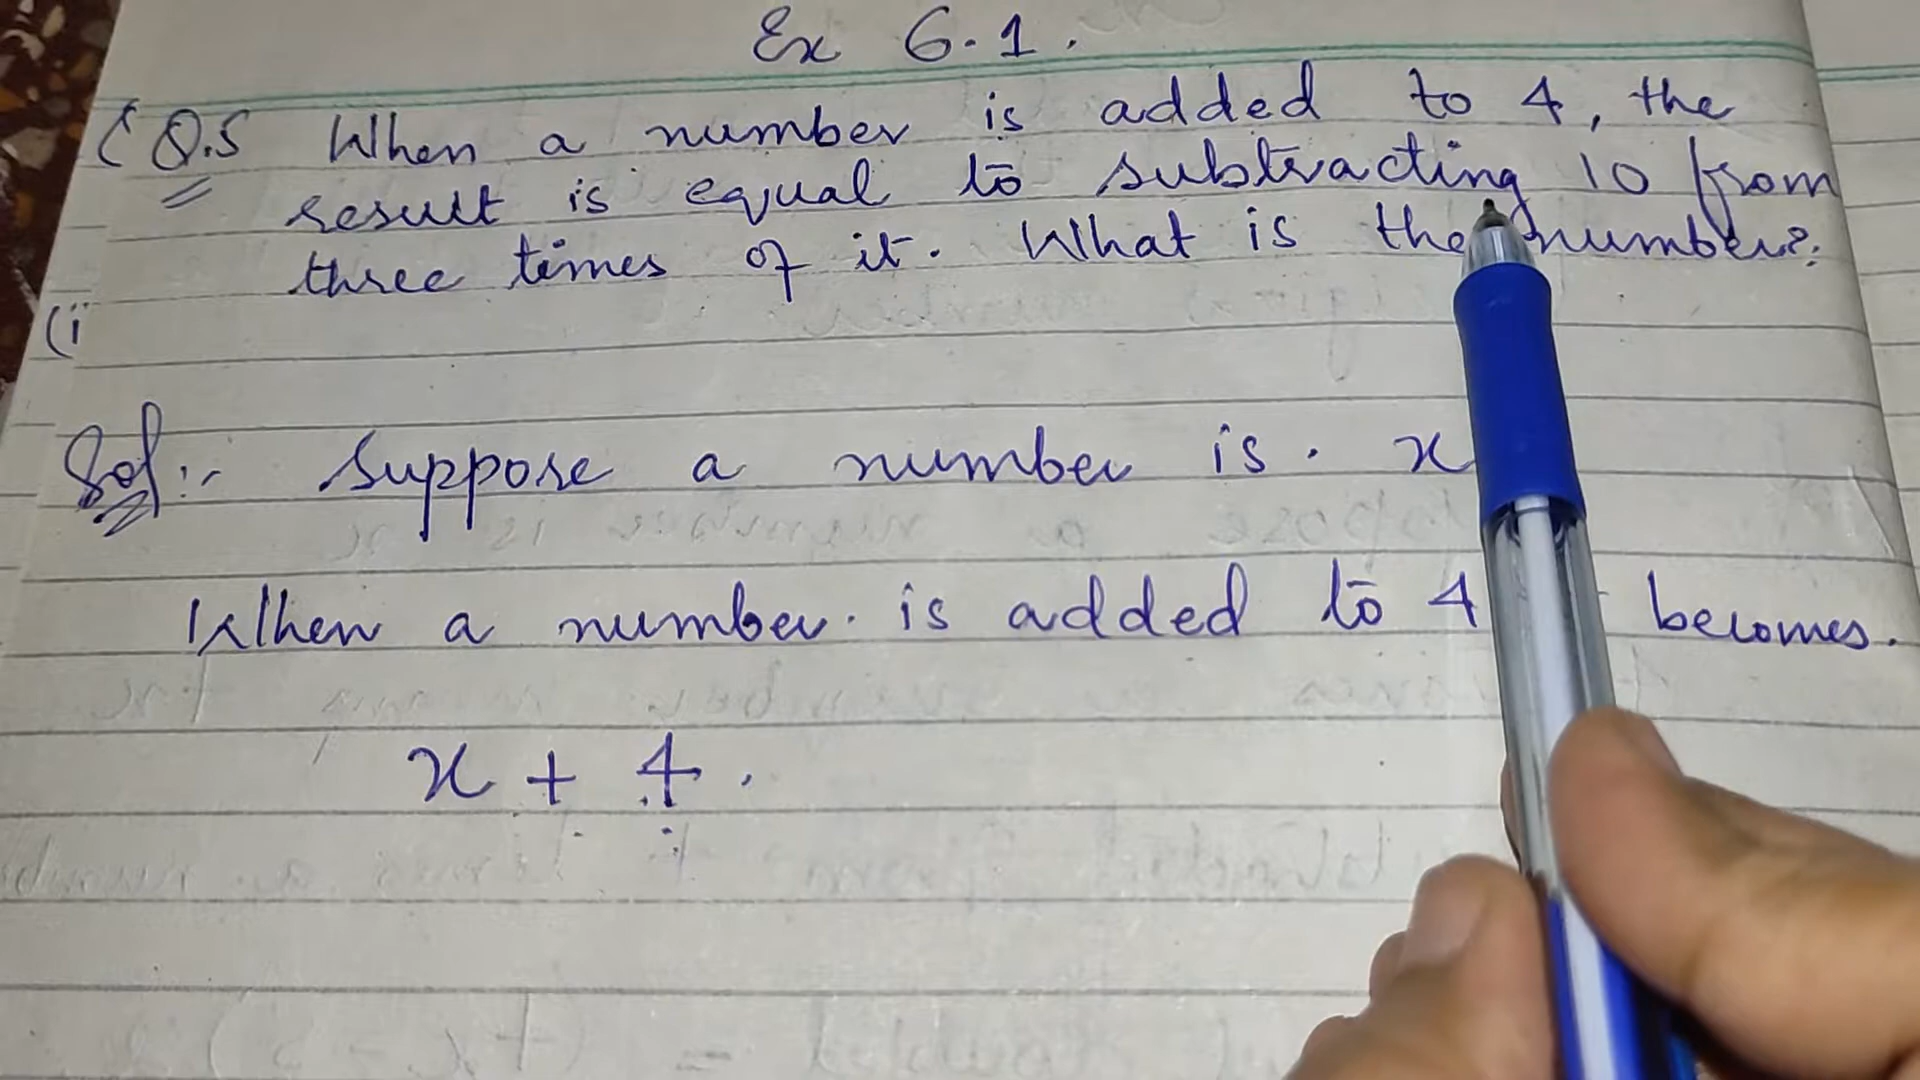 Ex 6.1.
Q.5 When a number is added to 4, the
result is equal to subtracting 10 from
three times of it. What is the number?
(i
Sol:- Suppose a number is. x
When a number. is added to 4 becomes.
x + 4.